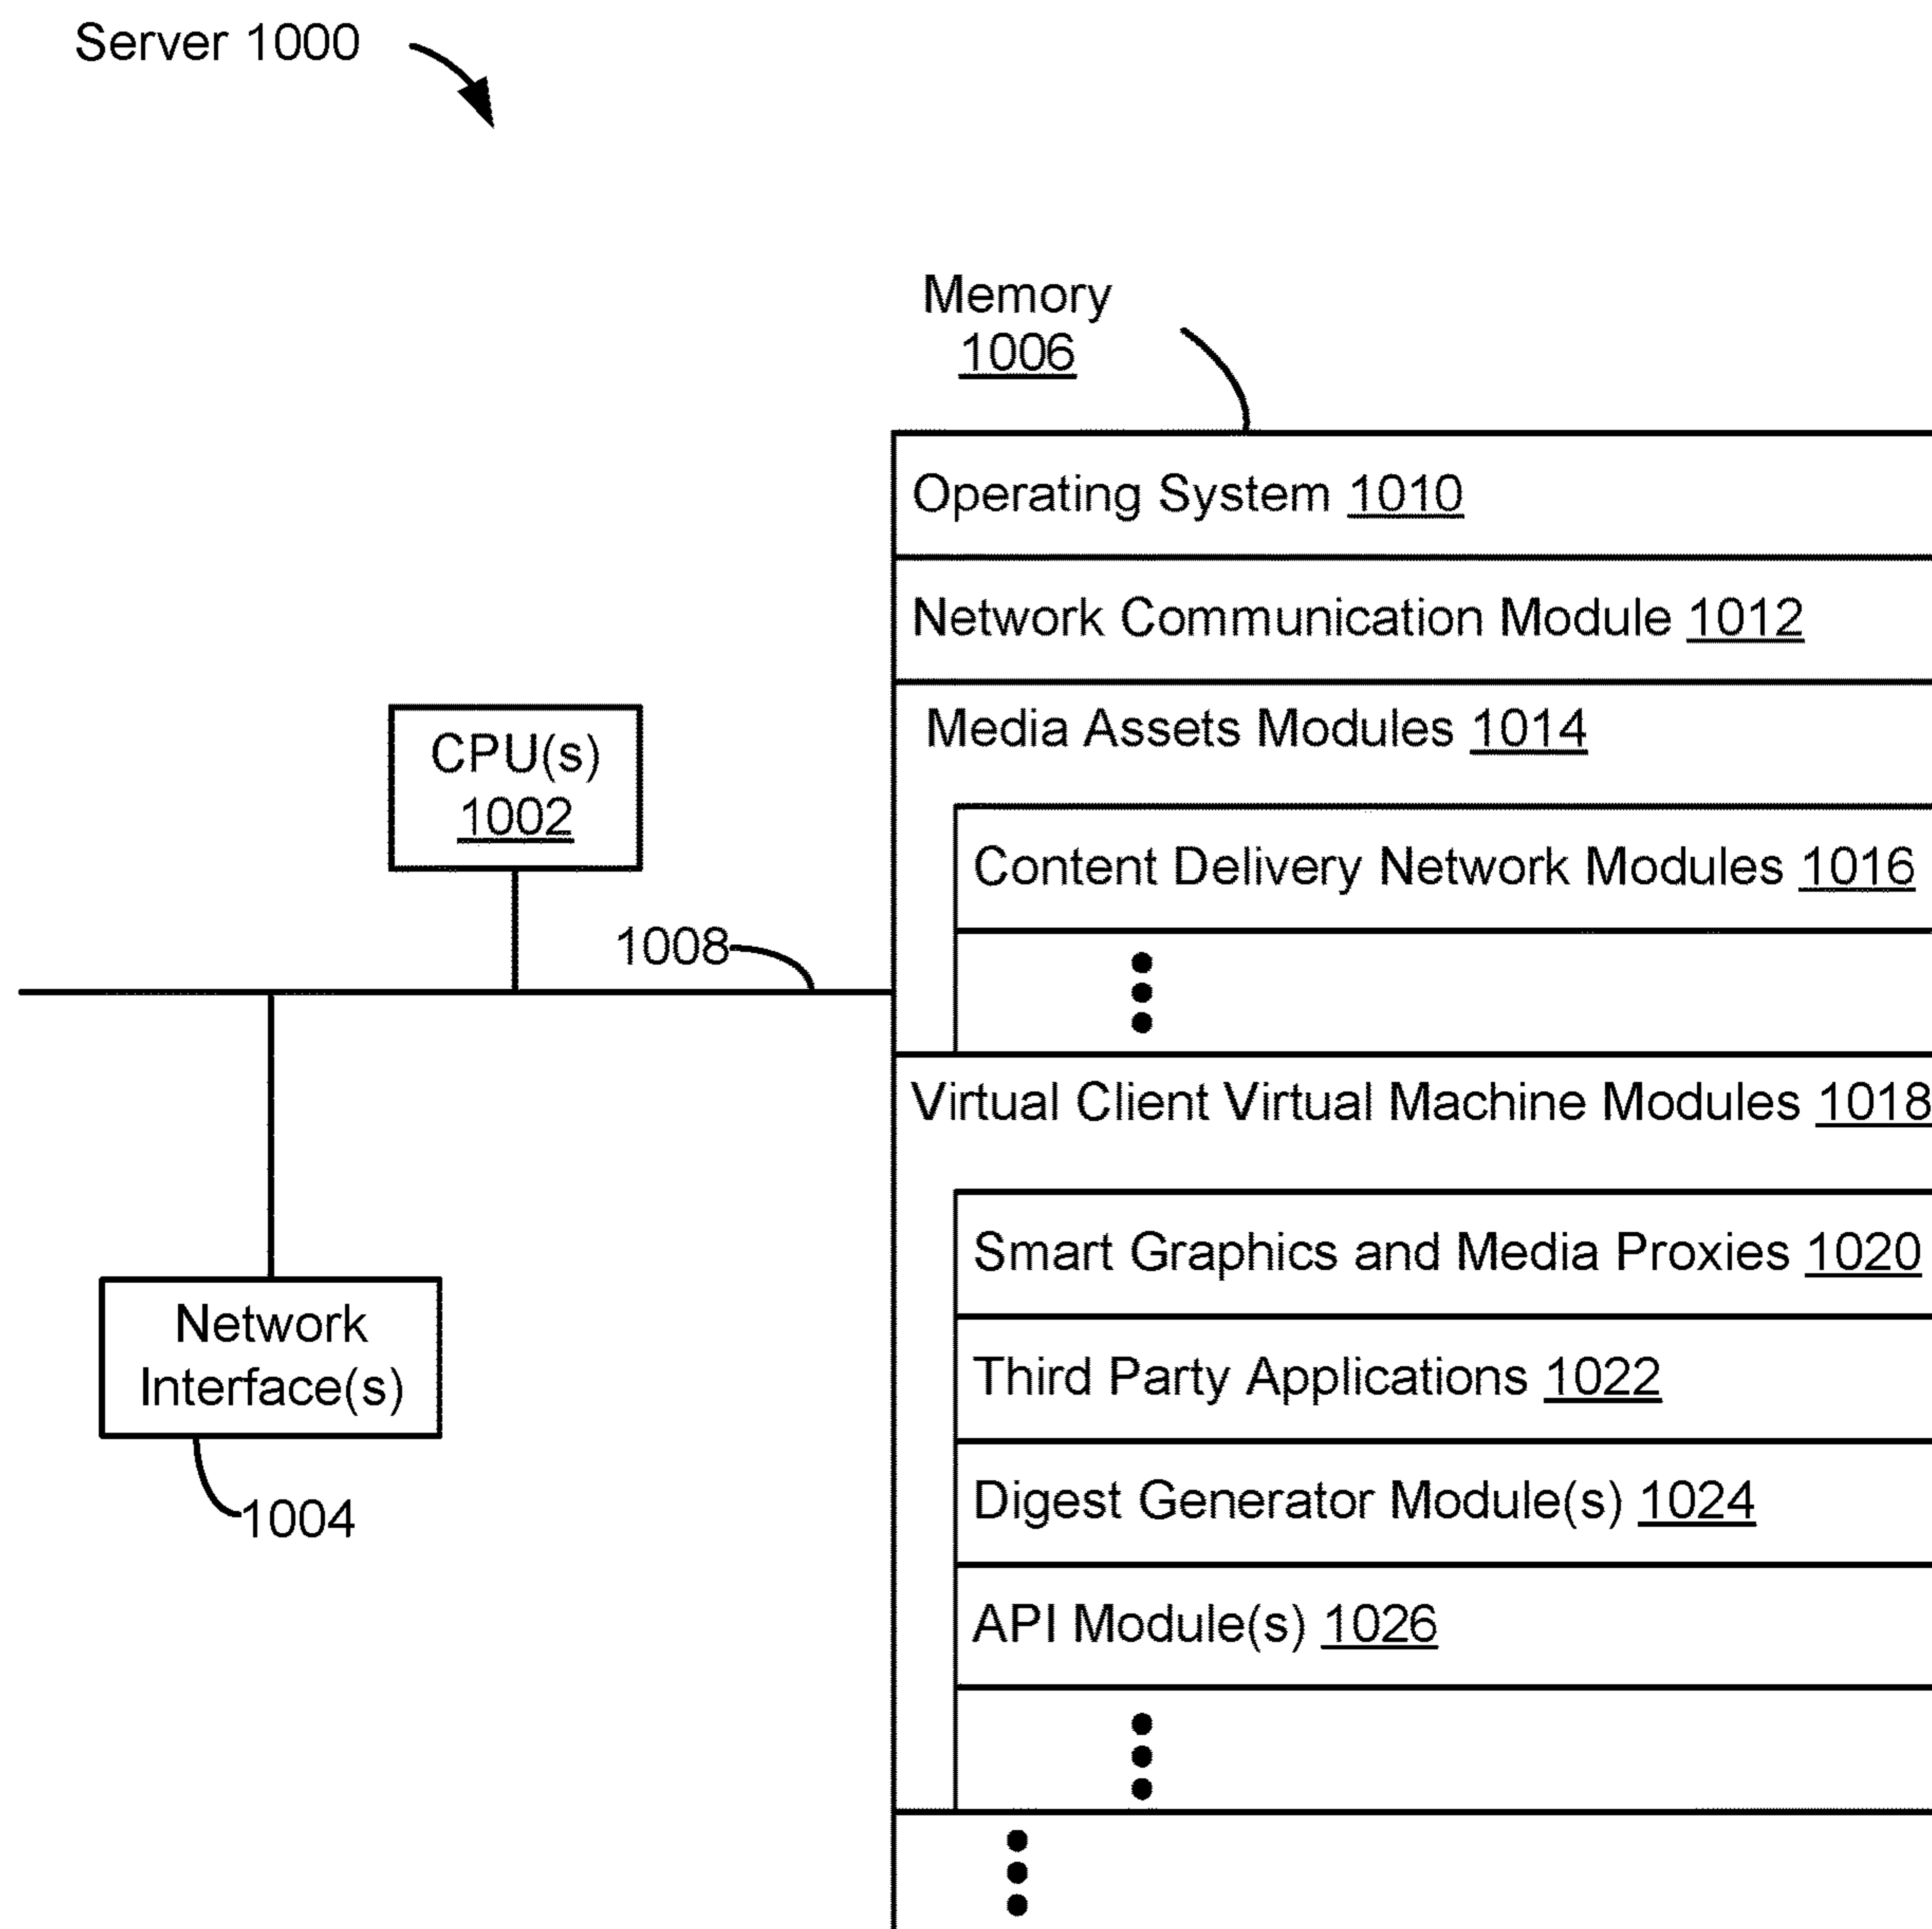 Server 1000
Memory
1006
Operating System 1010
Network Communication Module 1012
Media Assets Modules 1014
CPU(s)
1002
Content Delivery Network Modules 1016
1008
Virtual Client Virtual Machine Modules 1018
Smart Graphics and Media Proxies 1020
Network
Interface(s)
1004
Third Party Applications 1022
Digest Generator Module(s) 1024
API Module(s) 1026